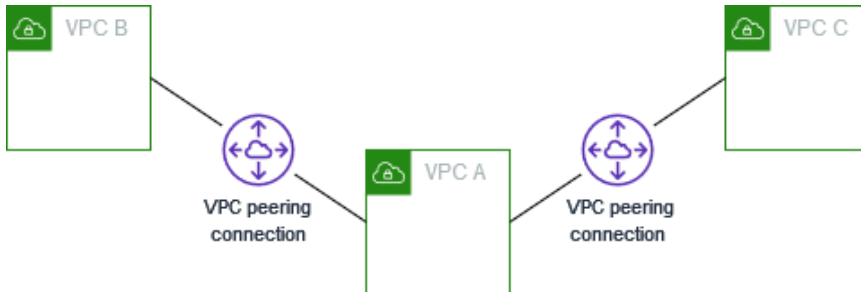 VPC B
VPC C
VPC A
VPC peering
connection
VPC peering
connection